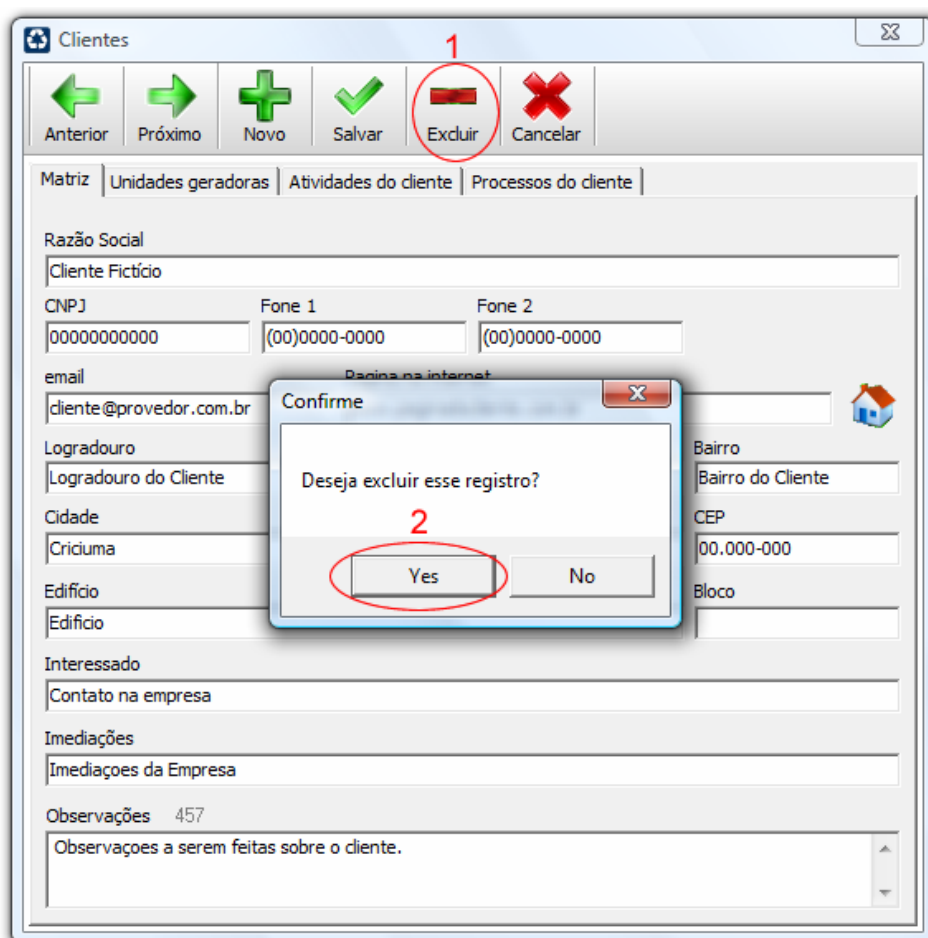 Clientes
1
Anterior Próximo Novo Salvar Excluir Cancelar
Matriz Unidades geradoras Atividades do cliente Processos do cliente
Razão Social
Cliente Fictício
CNPJ Fone 1 Fone 2
00000000000 (00)0000-0000 (00)0000-0000
email Pagina na internet
cliente@provedor.com.br
Confirme
Logradouro Bairro
Logradouro do Cliente Bairro do Cliente
Deseja excluir esse registro?
Cidade CEP
2
Criciuma 00.000-000
Yes No
Edifício Bloco
Edificio
Interessado
Contato na empresa
Imediações
Imediaçoes da Empresa
Observações 457
Observaçoes a serem feitas sobre o cliente.